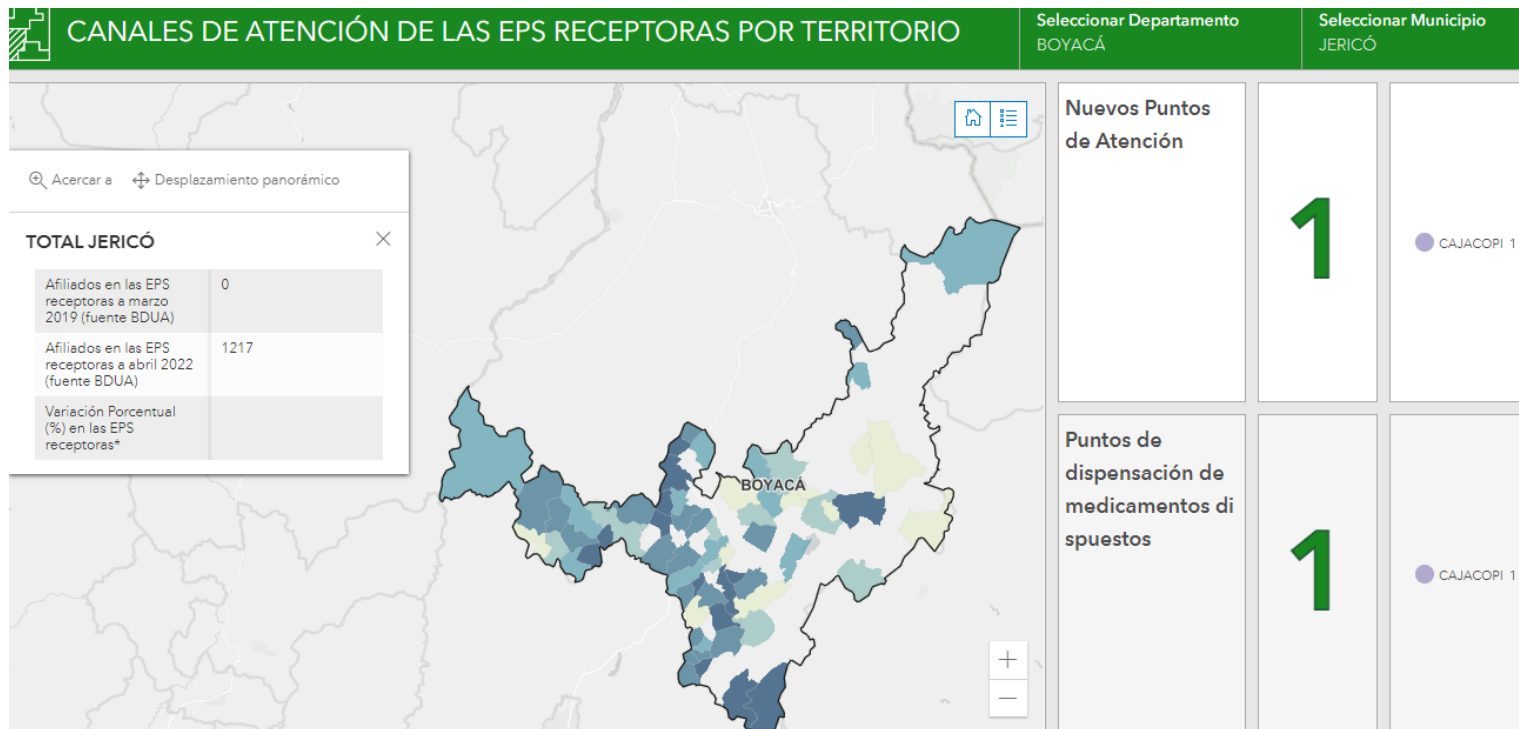 CANALES DE ATENCIÓN DE LAS EPS RECEPTORAS POR TERRITORIO
Seleccionar Departamento
BOYACÁ
Seleccionar Municipio
JERICÓ
Acercar a
Desplazamiento panorámico
TOTAL JERICÓ
Afiliados en las EPS
receptoras a marzo
2019 (fuente BDUA)
0
Afiliados en las EPS
receptoras a abril 2022
(fuente BDUA)
1217
Variación Porcentual
(%) en las EPS
receptoras*
BOYACÁ
Nuevos Puntos
de Atención
1
CAJACOPI 1
Puntos de
dispensación de
medicamentos di
spuestos
1
CAJACOPI 1